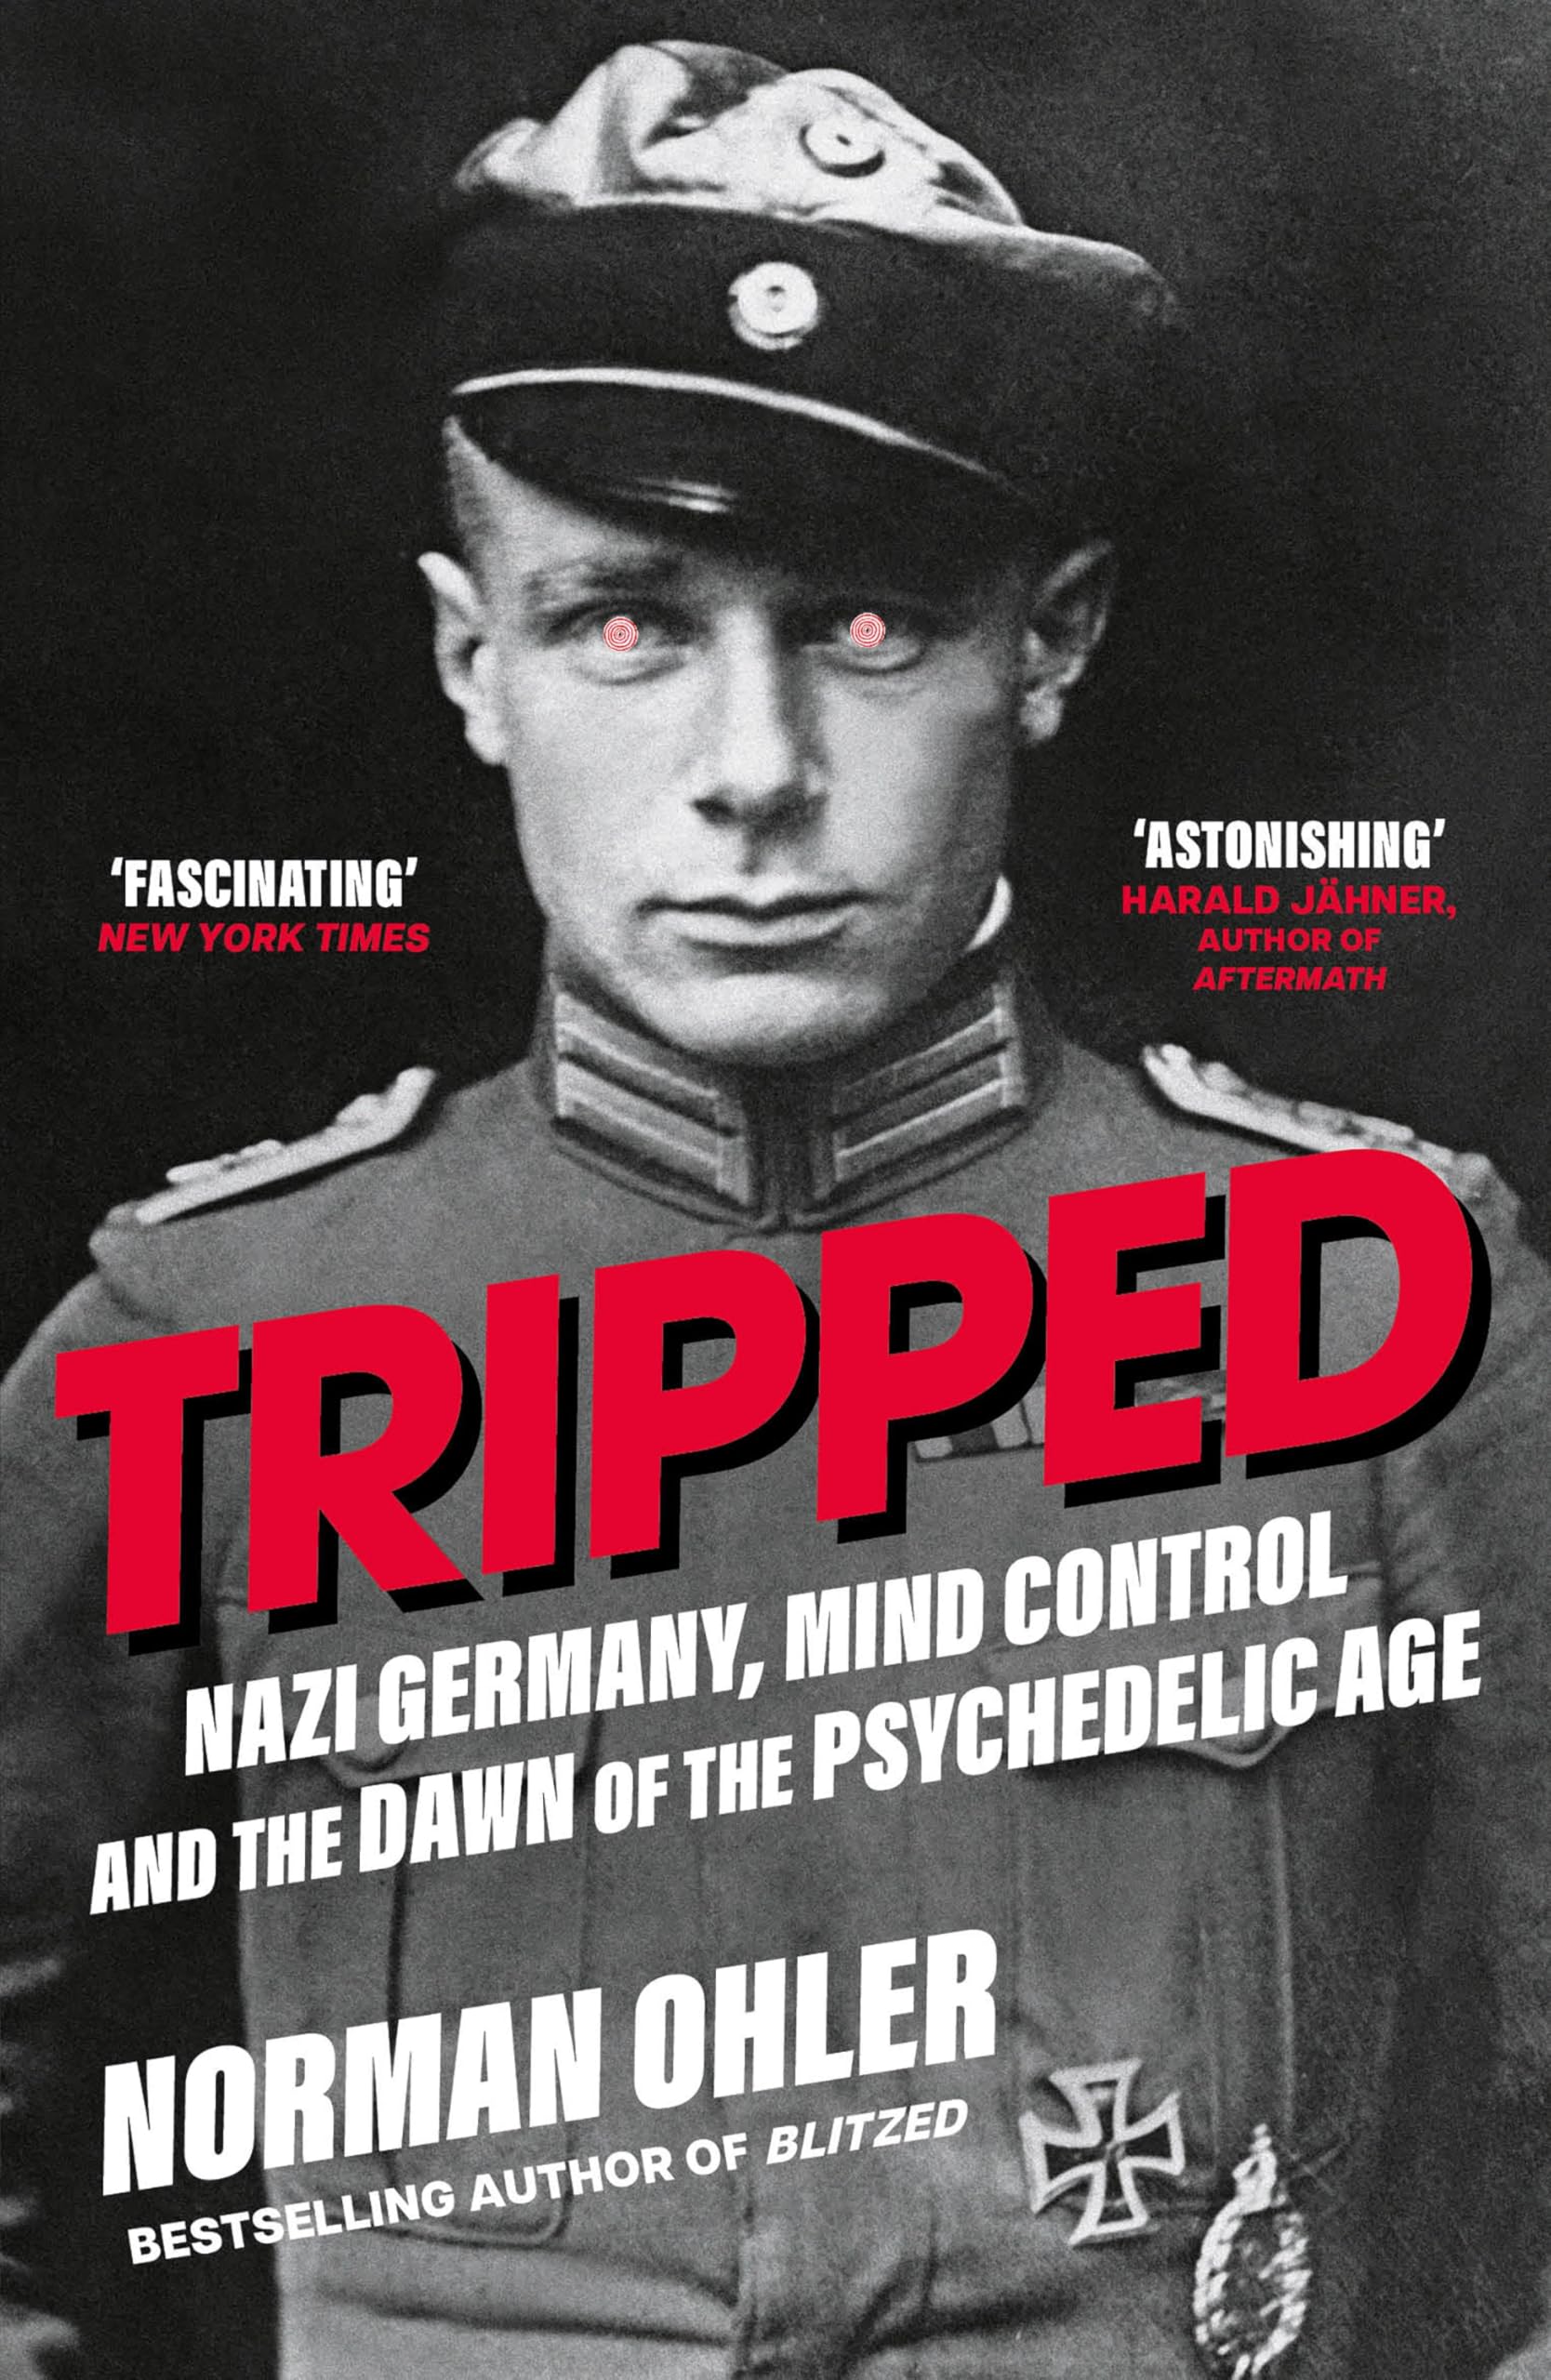 ‘FASCINATING’
NEW YORK TIMES
‘ASTONISHING’
HARALD JÄHNER,
AUTHOR OF
AFTERMATH
TRIPPED
NAZI GERMANY, MIND CONTROL
AND THE DAWN OF THE PSYCHEDELIC AGE
NORMAN OHLER
BESTSELLING AUTHOR OF BLITZED